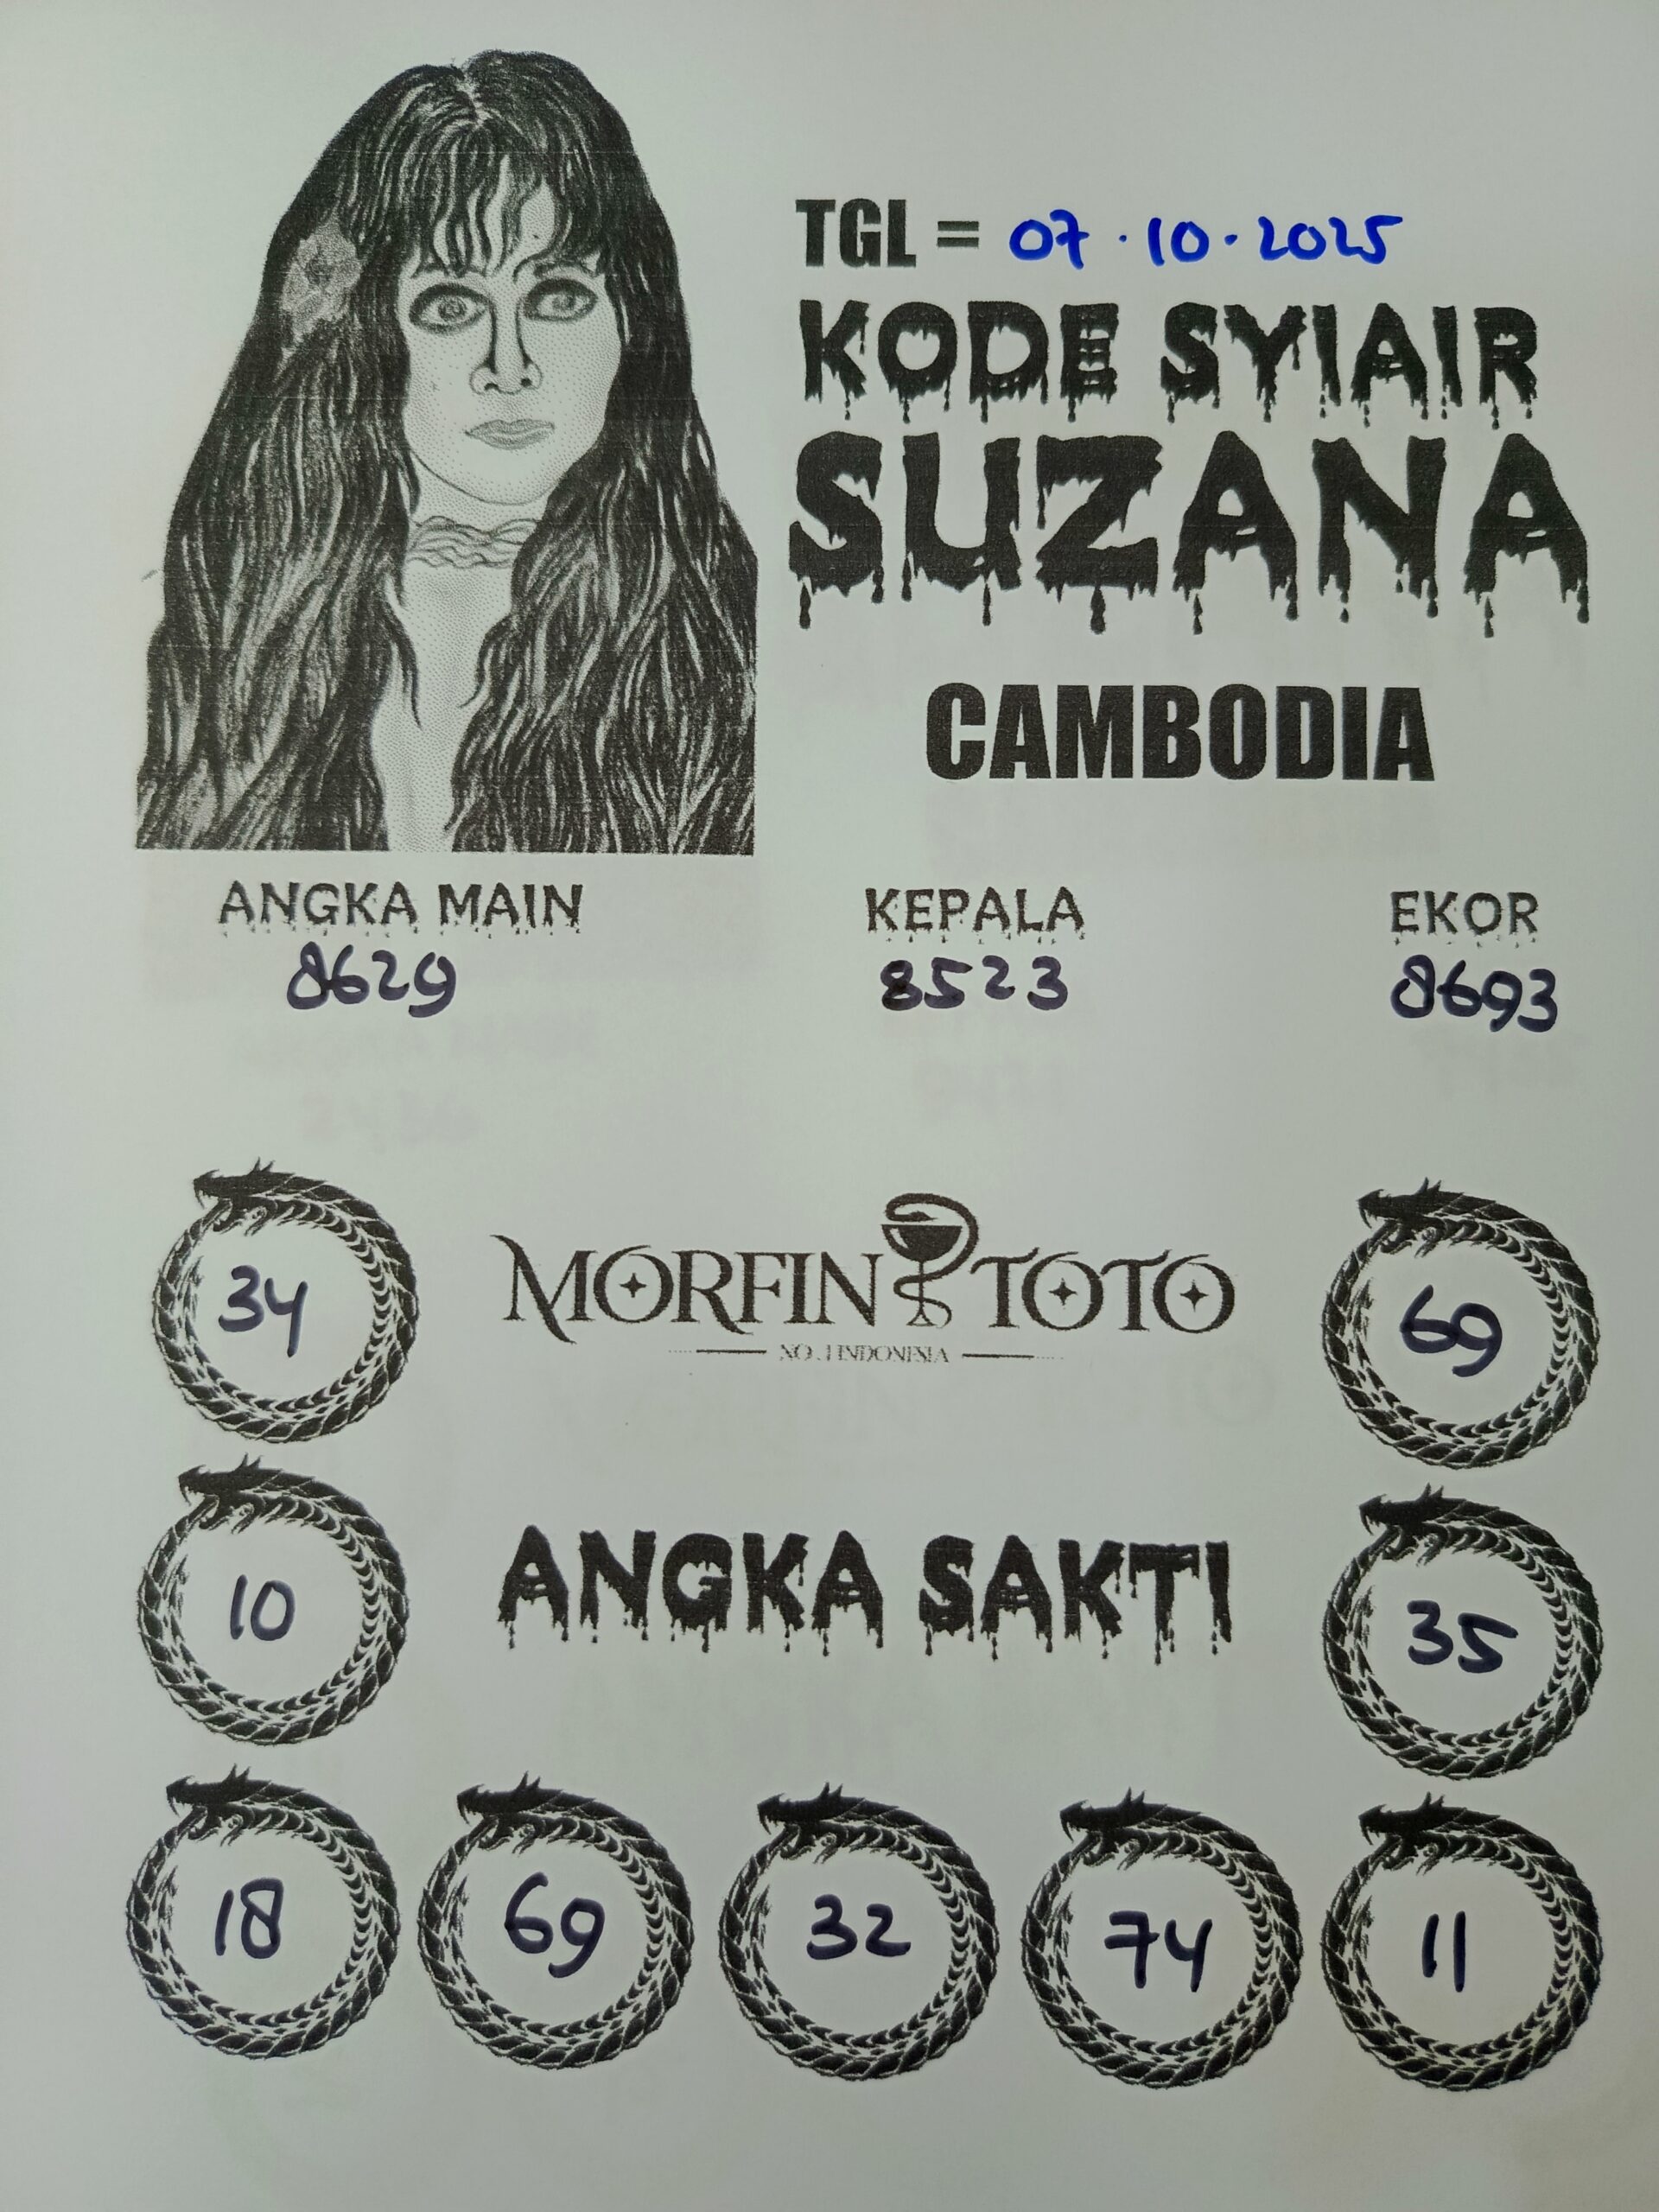 TGL = 07.10.2025
KODE SYIAIR
SUZANA
CAMBODIA
ANGKA MAIN KEPALA EKOR
8629 8523 8693
34 MORFIN TOTO 69
NO.1 INDONESIA
10 ANGKA SAKTI 35
18 69 32 74 11